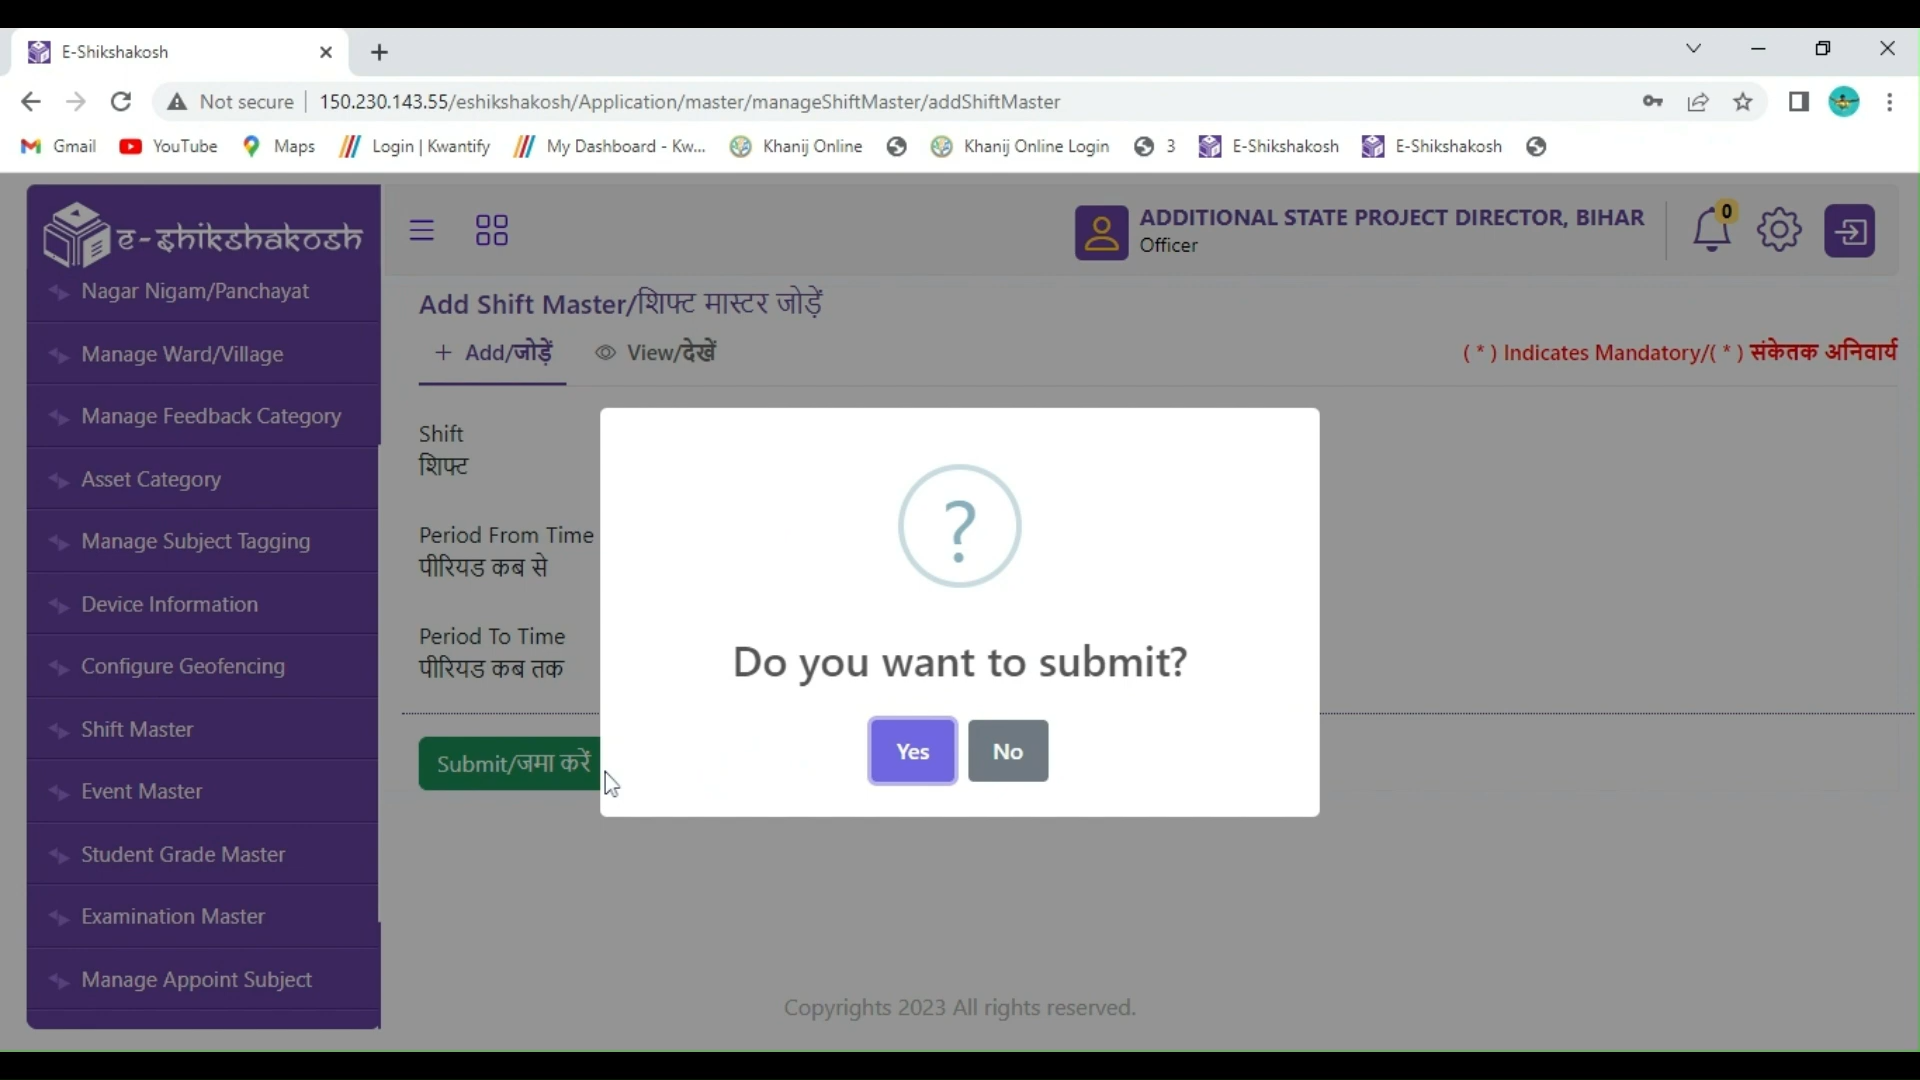 E-Shikshakosh
Not secure
150.230.143.55/eshikshakosh/Application/master/manageShiftMaster/addShiftMaster
Gmail YouTube Maps Login | Kwantify My Dashboard - Kw... Khanij Online Khanij Online Login 3 E-Shikshakosh E-Shikshakosh
e-shikshakosh
ADDITIONAL STATE PROJECT DIRECTOR, BIHAR
Officer
0
Nagar Nigam/Panchayat
Manage Ward/Village
Manage Feedback Category
Asset Category
Manage Subject Tagging
Device Information
Configure Geofencing
Shift Master
Event Master
Student Grade Master
Examination Master
Manage Appoint Subject
Add Shift Master/शिफ्ट मास्टर जोड़ें
Add/जोड़ें View/देखें
( * ) Indicates Mandatory/( * ) संकेतक अनिवार्य
Shift
शिफ्ट
Period From Time
पीरियड कब से
Period To Time
पीरियड कब तक
Submit/जमा करें
?
Do you want to submit?
Yes No
Copyrights 2023 All rights reserved.